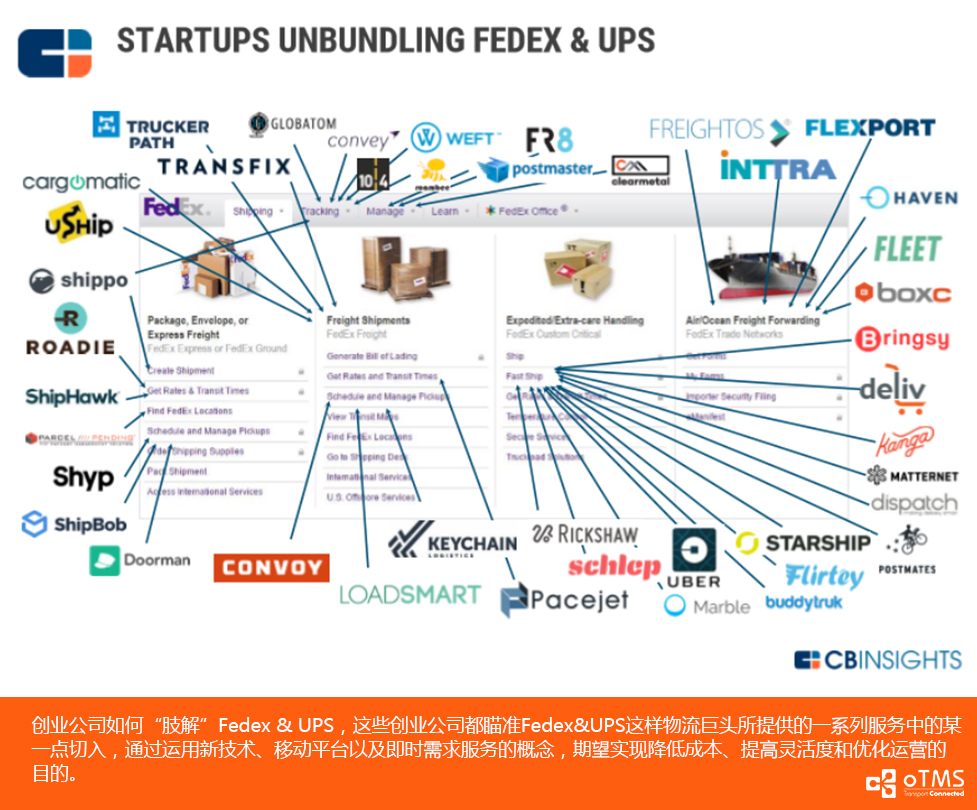 STARTUPS UNBUNDLING FEDEX & UPS
TRUCKER
PATH
GLOBATOM
convey
WEFT
FR8
FREIGHTOS
FLEXPORT
TRANSFIX
10 4
roambee
postmaster
clearmetal
INTTRA
cargomatic
HAVEN
uShip
FedEx
Shipping
Tracking
Manage
Learn
FedEx Office®
FLEET
shippo
boxc
ROADIE
Bringsy
Package, Envelope, or
Express Freight
FedEx Express or FedEx Ground
Create Shipment
Get Rates & Transit Times
Find FedEx Locations
Schedule and Manage Pickups
Order Shipping Supplies
Pack Shipment
Access International Services
Freight Shipments
FedEx Freight
Generate Bill of Lading
Get Rates and Transit Times
Schedule and Manage Pickups
View Transit Maps
Find FedEx Locations
Go to Shipping Desk
International Services
U.S. Offshore Services
Expedited/Extra-care Handling
FedEx Custom Critical
Ship
Fast Ship
Get Rates & Transit Times
Temperature Control
Secure Services
Truckload Solutions
Air/Ocean Freight Forwarding
FedEx Trade Networks
Get Forms
My Forms
Importer Security Filing
eManifest
ShipHawk
deliv
PARCEL PENDING
kanga
Shyp
MATTERNET
dispatch
ShipBob
Doorman
CONVOY
KEYCHAIN
LOGISTICS
RICKSHAW
schlep
UBER
STARSHIP
POSTMATES
Flirtey
LOADSMART
Pacejet
Marble
buddytruk
CBINSIGHTS
创业公司如何“肢解”Fedex & UPS，这些创业公司都瞄准Fedex&UPS这样物流巨头所提供的一系列服务中的某
一点切入，通过运用新技术、移动平台以及即时需求服务的概念，期望实现降低成本、提高灵活度和优化运营的
目的。
oTMS
Transport Connected